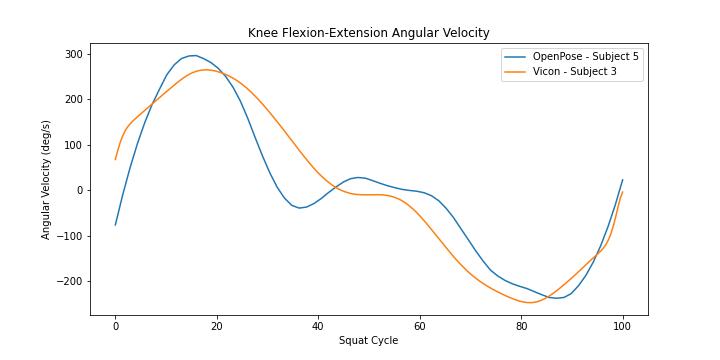 Knee Flexion-Extension Angular Velocity
OpenPose - Subject 5
Vicon - Subject 3
Angular Velocity (deg/s)
300
200
100
0
−100
−200
0 20 40 60 80 100
Squat Cycle